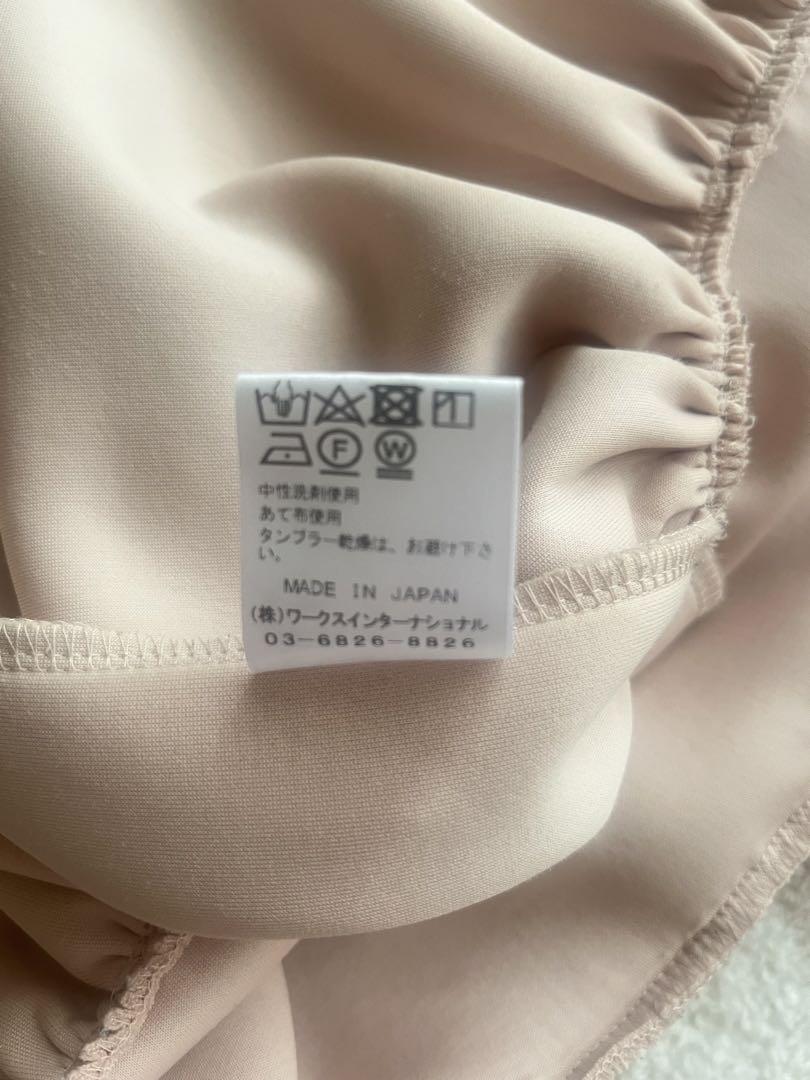 F W
中性洗剤使用
あて布使用
タンブラー乾燥は、お避け下さ
い。
MADE IN JAPAN
(株)ワークスインターナショナル
03-6826-8826